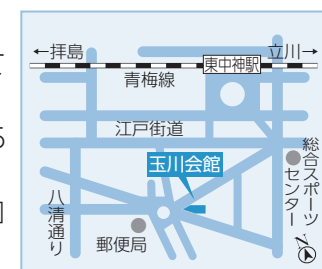 ←拝島
立川→
東中神駅
青梅線
江戸街道
玉川会館
総合スポーツ
センター
八清通り
郵便局
N